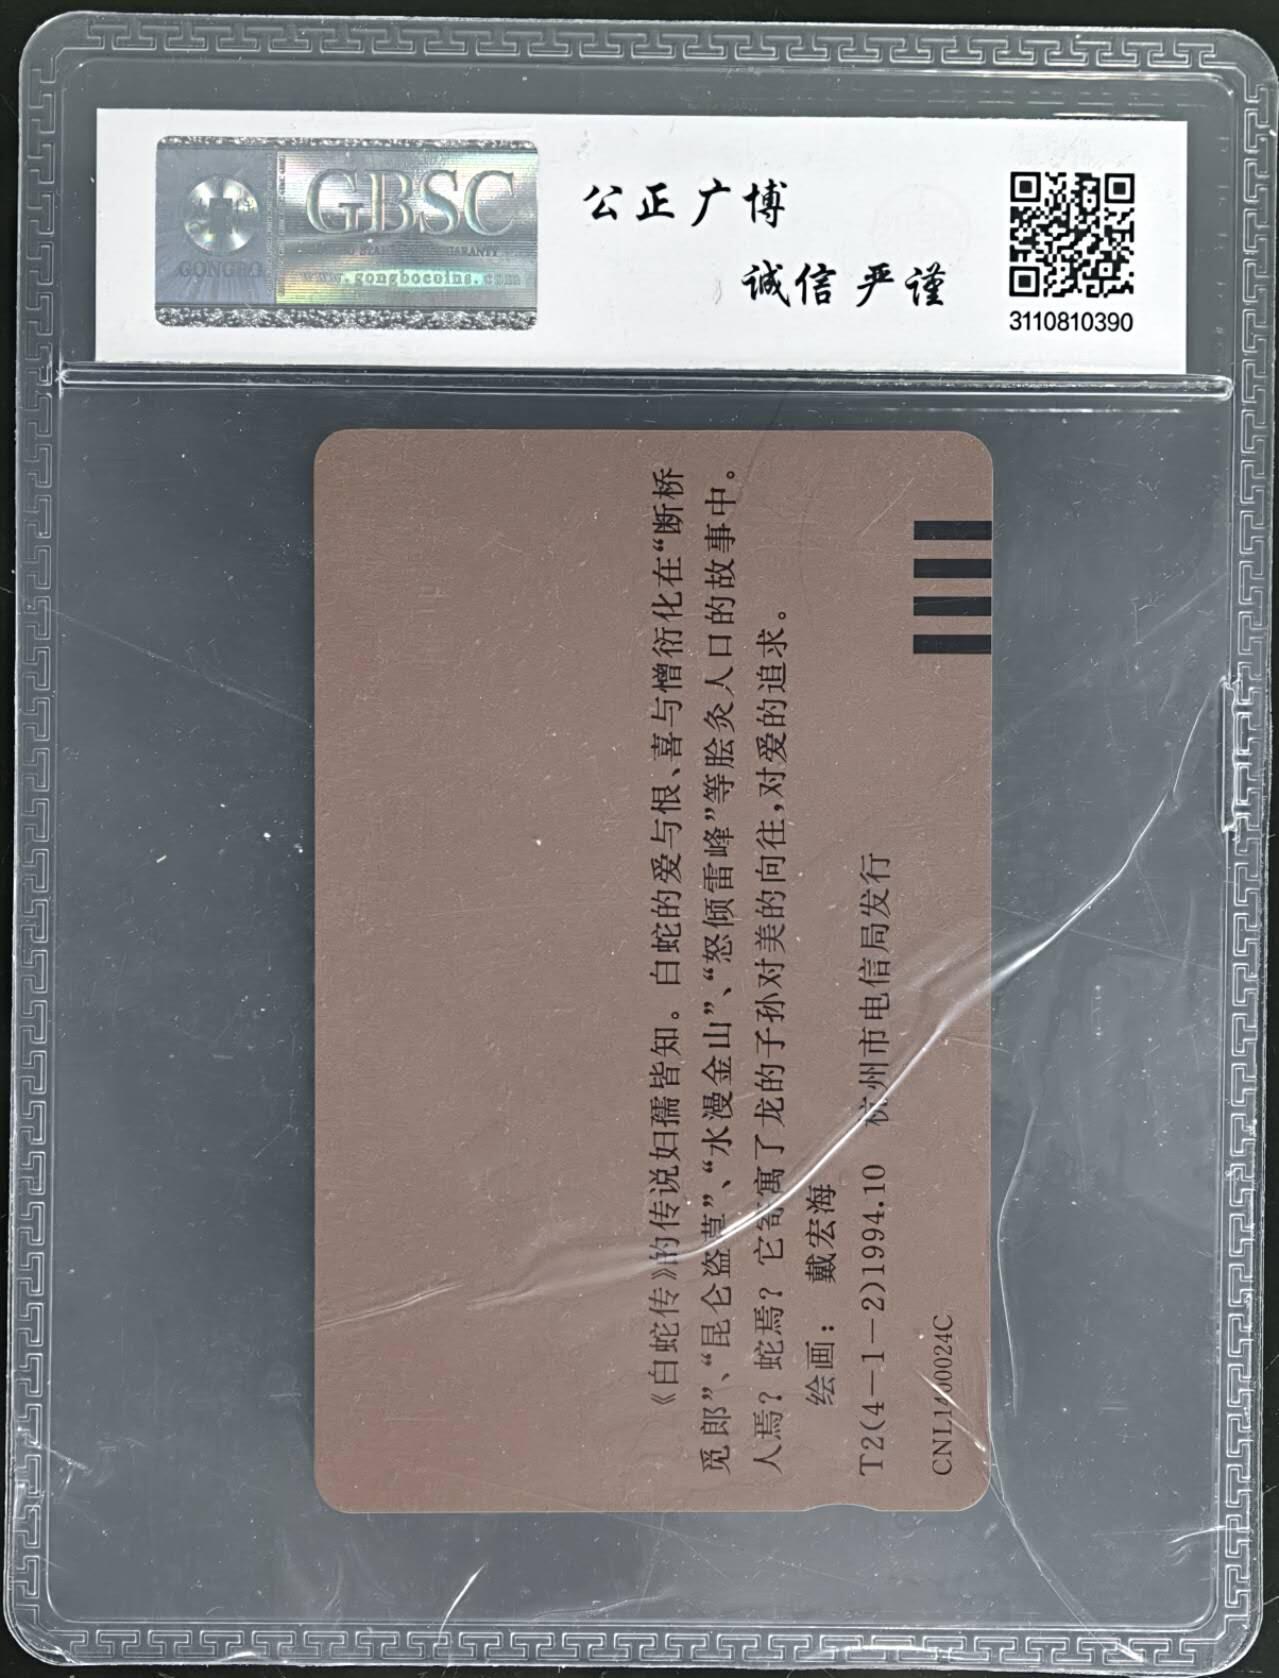 GBSC
GONGBO
www.gongbocoins.com
公正广博
诚信严谨
3110810390
《白蛇传》的传说妇孺皆知。白蛇的爱与恨、喜与憎衍化在“断桥
觅郎”、“昆仑盗草”、“水漫金山”、“怒倾雷峰”等脍炙人口的故事中。
人焉?蛇焉?它寄寓了龙的子孙对美的向往,对爱的追求。
绘画： 戴宏海
T2(4－1－2)1994.10 杭州市电信局发行
CNL1400024C